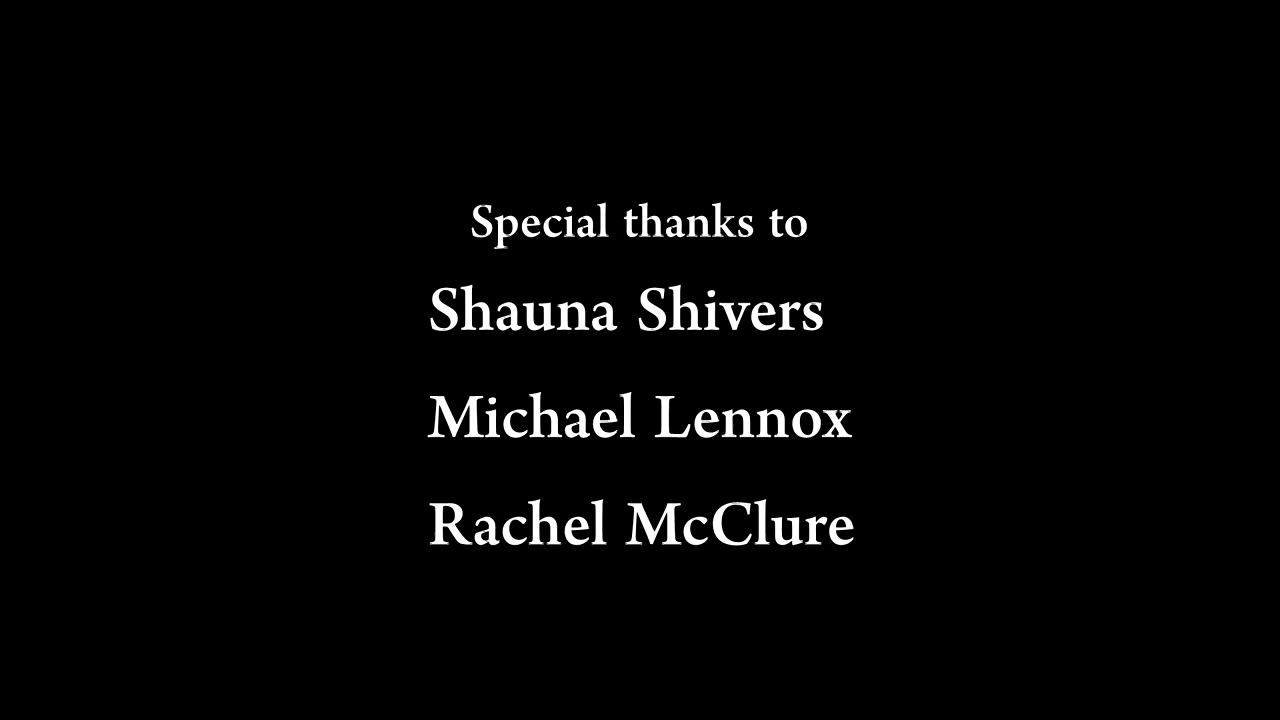 Special thanks to
Shauna Shivers
Michael Lennox
Rachel McClure